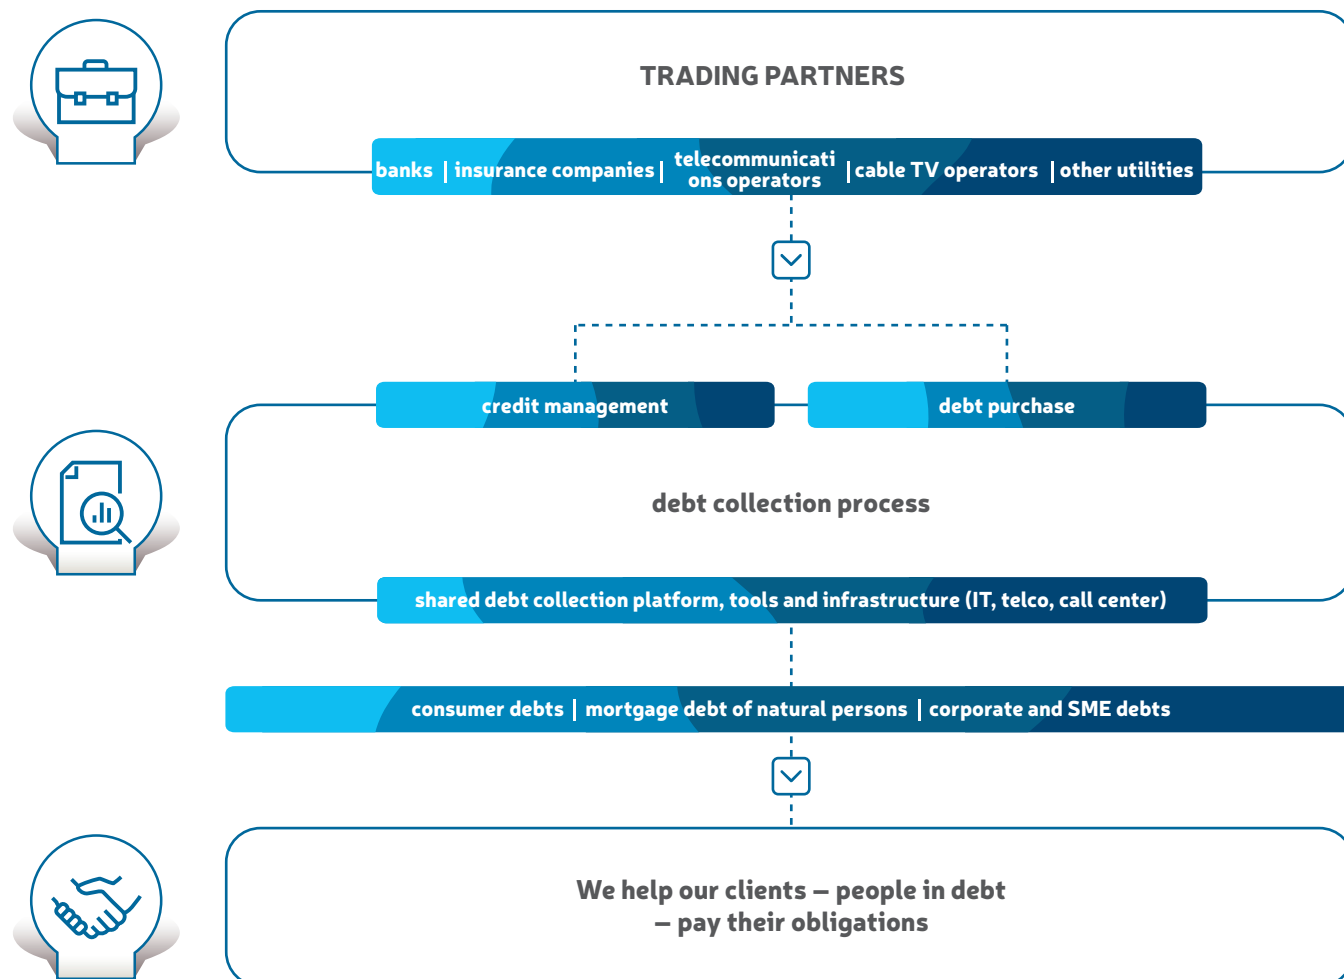 TRADING PARTNERS
banks | insurance companies | telecommunicati
ons operators | cable TV operators | other utilities
credit management
debt purchase
debt collection process
shared debt collection platform, tools and infrastructure (IT, telco, call center)
consumer debts | mortgage debt of natural persons | corporate and SME debts
We help our clients – people in debt
– pay their obligations